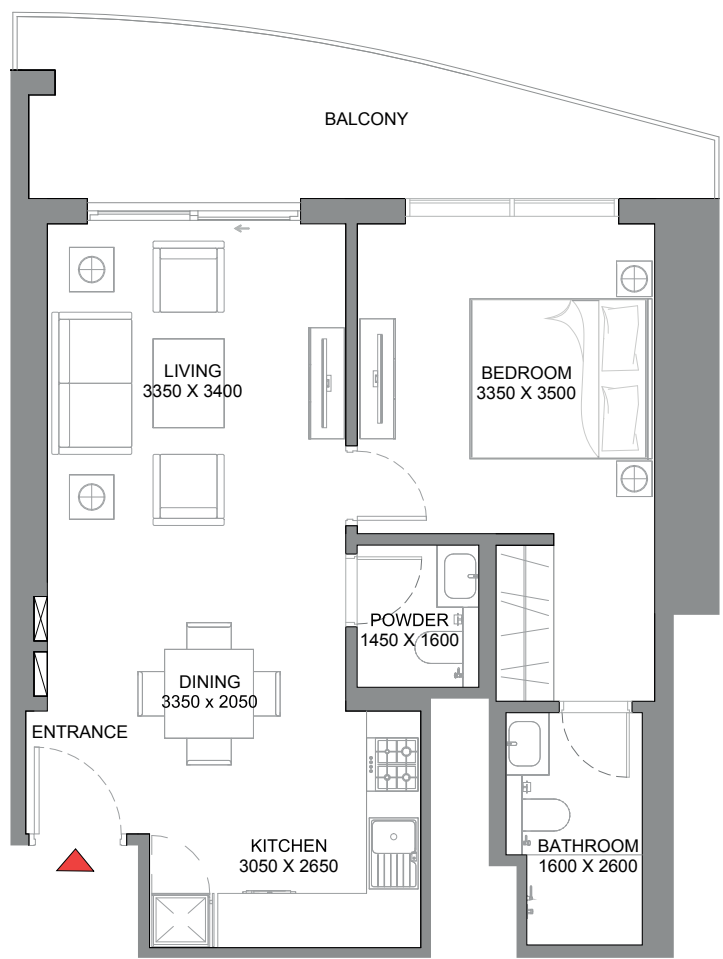 BALCONY
LIVING
3350 X 3400
BEDROOM
3350 X 3500
POWDER
1450 X 1600
DINING
3350 x 2050
ENTRANCE
KITCHEN
3050 X 2650
BATHROOM
1600 X 2600